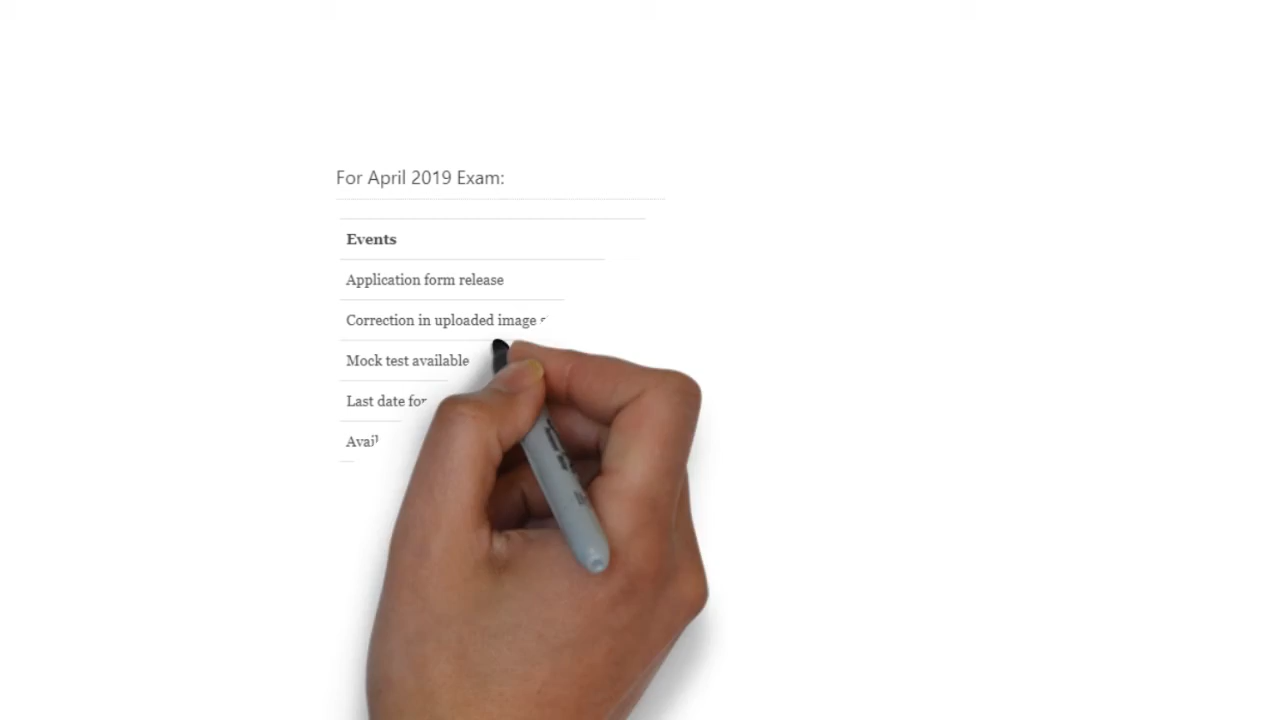 For April 2019 Exam:
Events
Application form release
Correction in uploaded image
Mock test available
Last date for